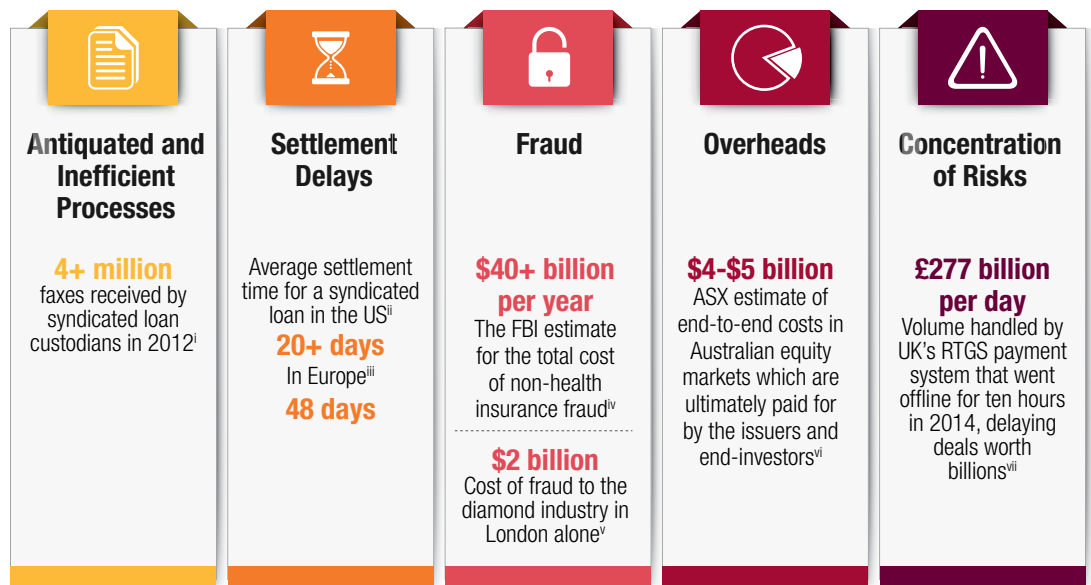 Antiquated and
Inefficient
Processes
4+ million
faxes received by
syndicated loan
custodians in 2012i
Settlement
Delays
Average settlement
time for a syndicated
loan in the USii
20+ days
In Europeiii
48 days
Fraud
$40+ billion
per year
The FBI estimate
for the total cost
of non-health
insurance fraudiv
$2 billion
Cost of fraud to the
diamond industry in
London alonev
Overheads
$4-$5 billion
ASX estimate of
end-to-end costs in
Australian equity
markets which are
ultimately paid for
by the issuers and
end-investorsvi
Concentration
of Risks
£277 billion
per day
Volume handled by
UK's RTGS payment
system that went
offline for ten hours
in 2014, delaying
deals worth
billionsvii